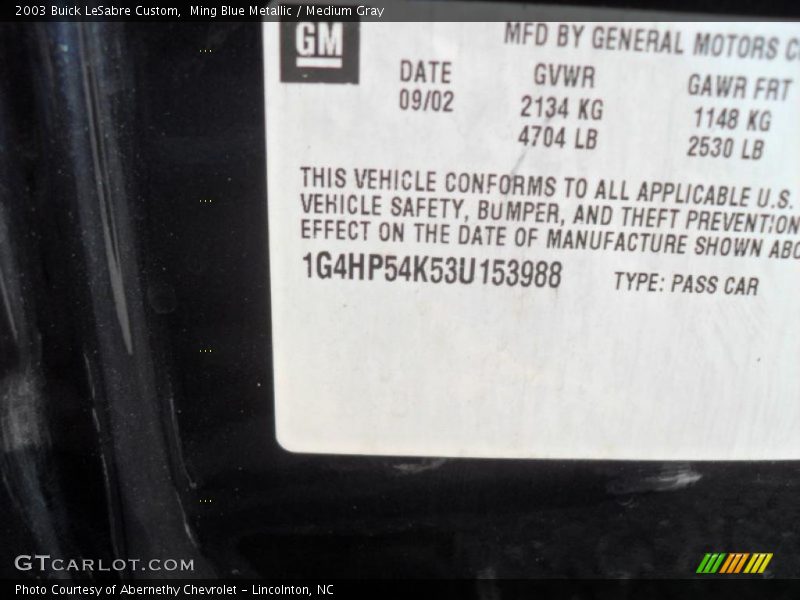 2003 Buick LeSabre Custom, Ming Blue Metallic / Medium Gray
GM
MFD BY GENERAL MOTORS
DATE GVWR GAWR FRT
09/02 2134 KG 1148 KG
4704 LB 2530 LB
THIS VEHICLE CONFORMS TO ALL APPLICABLE U.S.
VEHICLE SAFETY, BUMPER, AND THEFT PREVENTION
EFFECT ON THE DATE OF MANUFACTURE SHOWN ABO
1G4HP54K53U153988 TYPE: PASS CAR
GTCARLOT.COM
Photo Courtesy of Abernethy Chevrolet – Lincolnton, NC